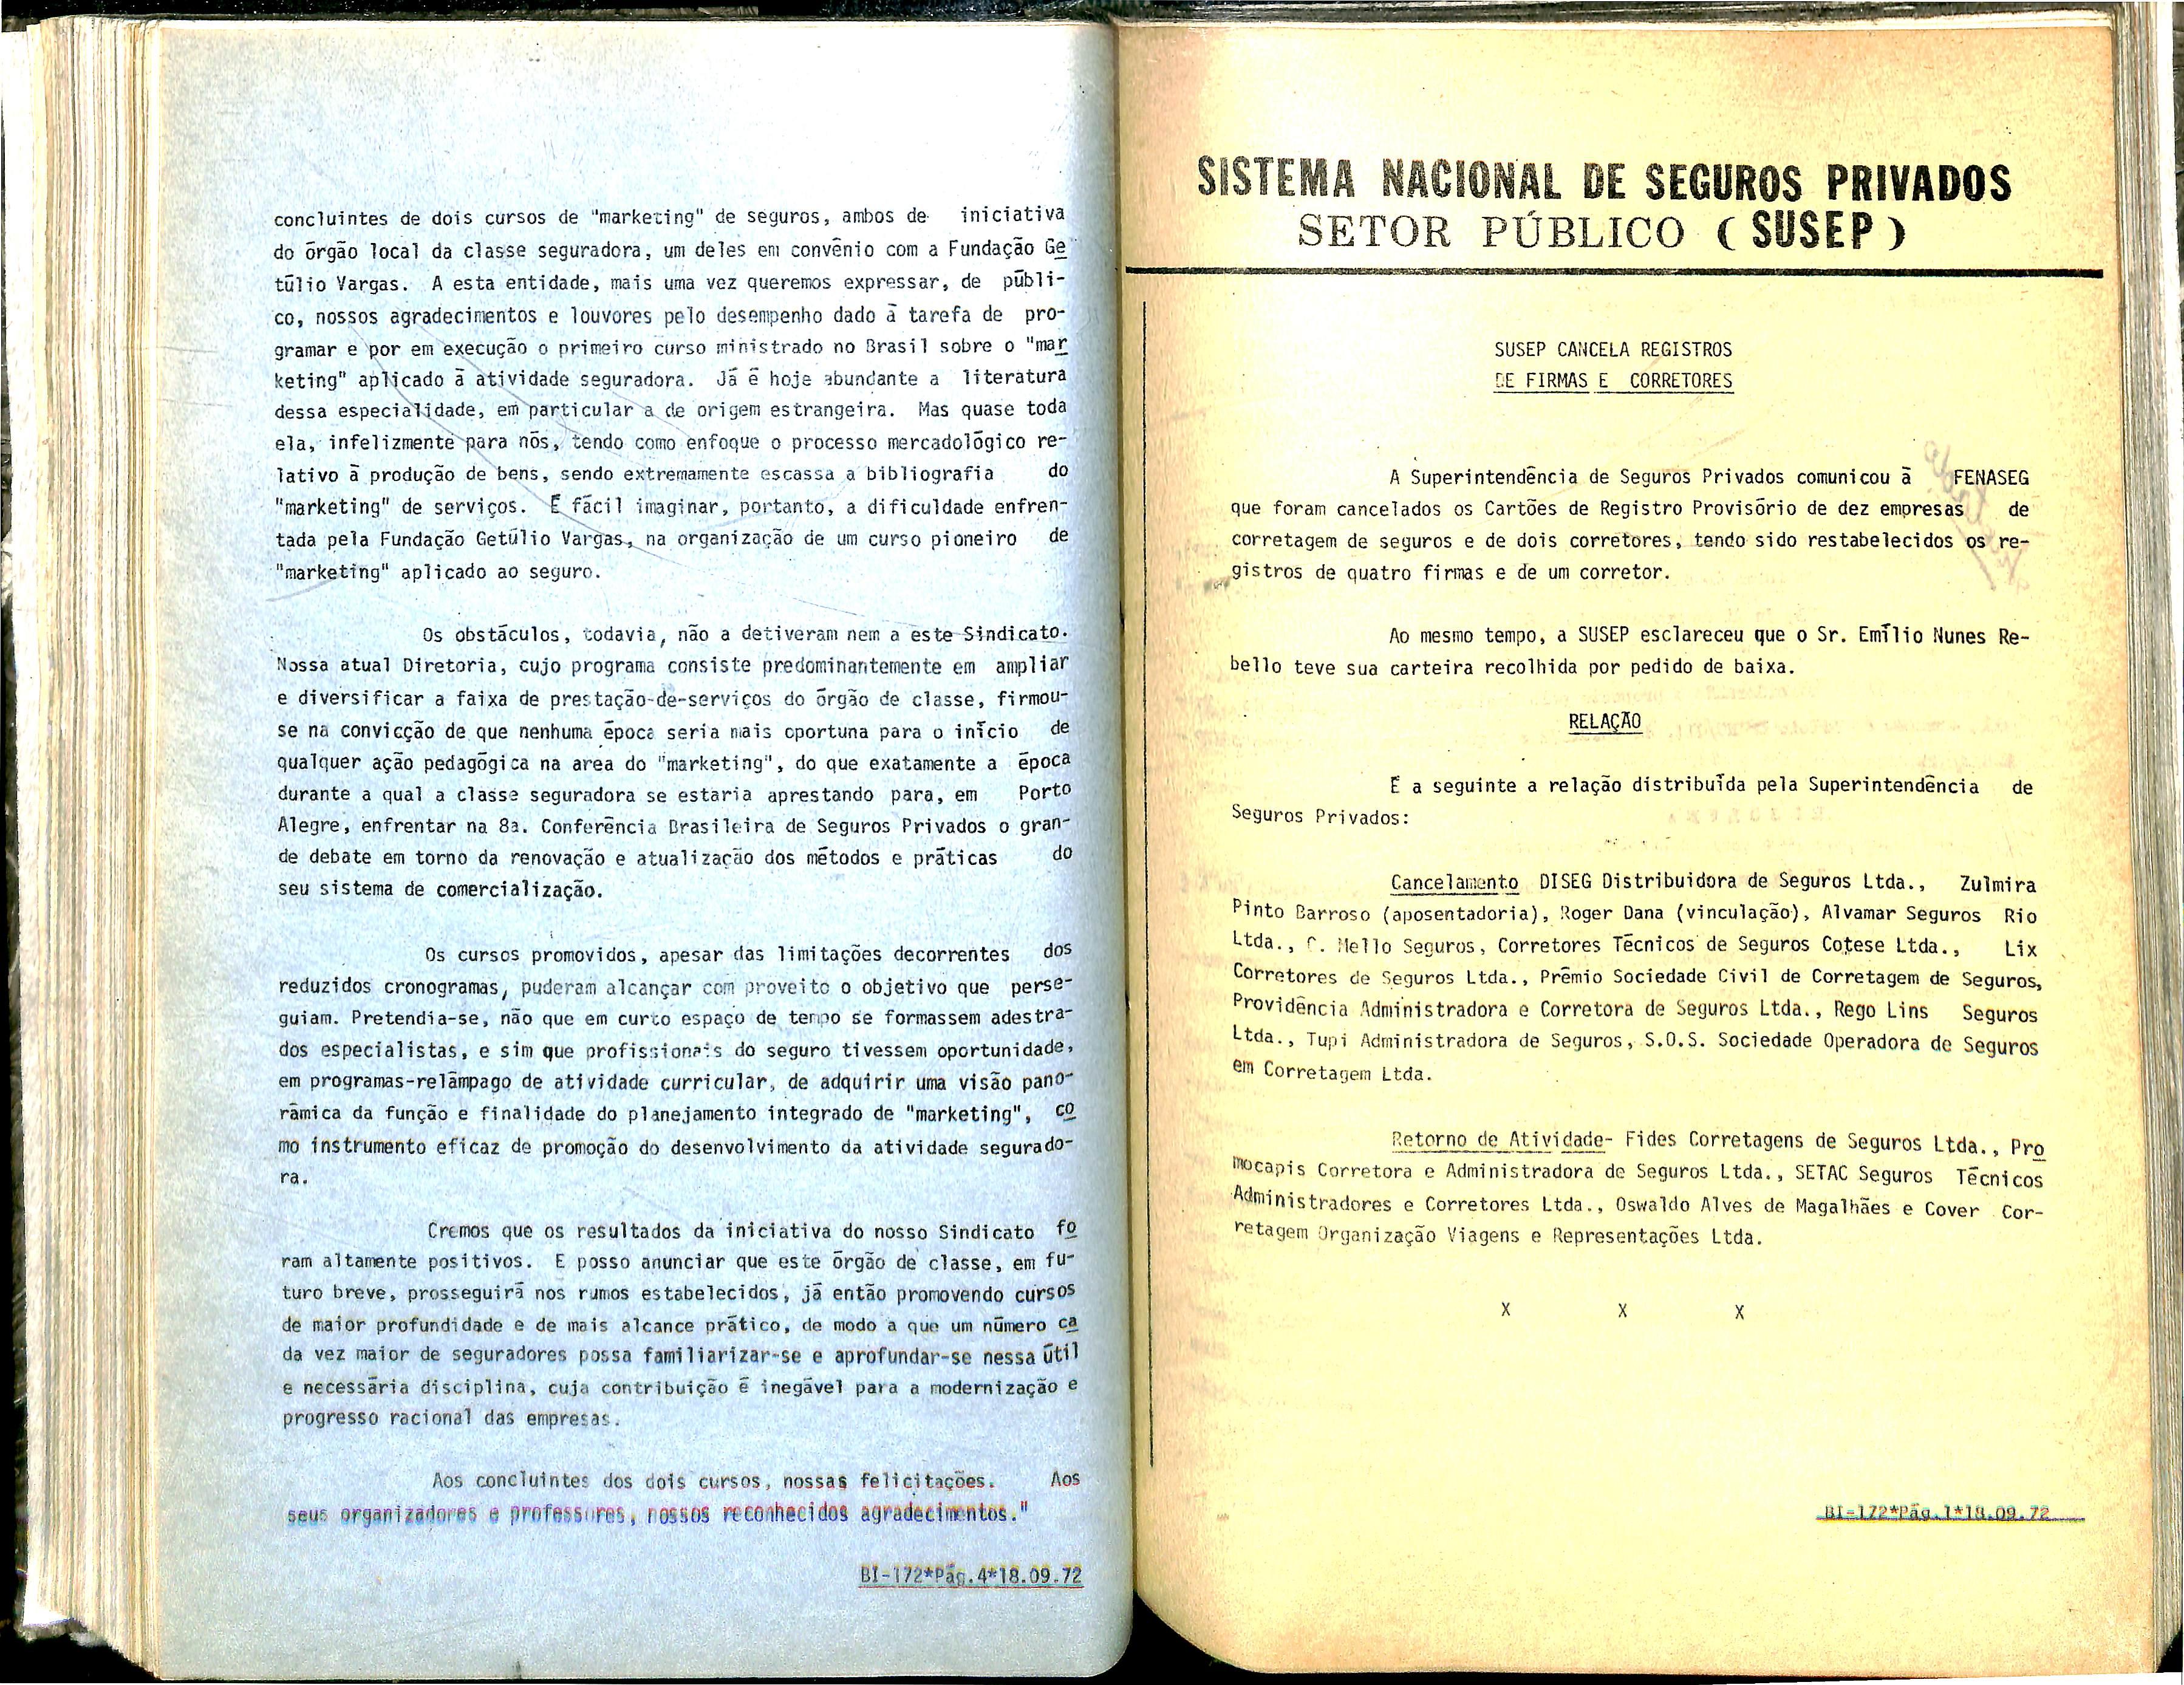 concluintes de dois cursos de "marketing" de seguros, ambos de iniciativa
do órgão local da classe seguradora, um deles em convênio com a Fundação Ge
túlio Vargas. A esta entidade, mais uma vez queremos expressar, de públi-
co, nossos agradecimentos e louvores pelo desempenho dado à tarefa de pro-
gramar e por em execução o primeiro curso ministrado no Brasil sobre o "mar
keting" aplicado à atividade seguradora. Já é hoje abundante a literatura
dessa especialidade, em particular a de origem estrangeira. Mas quase toda
ela, infelizmente para nós, tendo como enfoque o processo mercadológico re-
lativo à produção de bens, sendo extremamente escassa a bibliografia do
"marketing" de serviços. É fácil imaginar, portanto, a dificuldade enfren-
tada pela Fundação Getúlio Vargas, na organização de um curso pioneiro de
"marketing" aplicado ao seguro.
Os obstáculos, todavia, não a detiveram nem a este Sindicato.
Nossa atual Diretoria, cujo programa consiste predominantemente em ampliar
e diversificar a faixa de prestação-de-serviços do órgão de classe, firmou-
se na convicção de que nenhuma época seria mais oportuna para o início de
qualquer ação pedagógica na area do "marketing", do que exatamente a época
durante a qual a classe seguradora se estaria aprestando para, em Porto
Alegre, enfrentar na 8a. Conferência Brasileira de Seguros Privados o gran-
de debate em torno da renovação e atualização dos métodos e práticas do
seu sistema de comercialização.
Os cursos promovidos, apesar das limitações decorrentes dos
reduzidos cronogramas, puderam alcançar com proveito o objetivo que perse-
guiam. Pretendia-se, não que em curto espaço de tempo se formassem adestra-
dos especialistas, e sim que profissionais do seguro tivessem oportunidade,
em programas-relâmpago de atividade curricular, de adquirir uma visão pano-
râmica da função e finalidade do planejamento integrado de "marketing", co
mo instrumento eficaz de promoção do desenvolvimento da atividade segurado-
ra.
Cremos que os resultados da iniciativa do nosso Sindicato fo
ram altamente positivos. E posso anunciar que este órgão de classe, em fu-
turo breve, prosseguirá nos rumos estabelecidos, já então promovendo cursos
de maior profundidade e de mais alcance prático, de modo a que um número ca
da vez maior de seguradores possa familiarizar-se e aprofundar-se nessa útil
e necessária disciplina, cuja contribuição é inegável para a modernização e
progresso racional das empresas.
Aos concluintes dos dois cursos, nossas felicitações. Aos
seus organizadores e professores, nossos reconhecidos agradecimentos."
BI-172*Pág.4*18.09.72
SISTEMA NACIONAL DE SEGUROS PRIVADOS
SETOR PÚBLICO (SUSEP)
SUSEP CANCELA REGISTROS
DE FIRMAS E CORRETORES
A Superintendência de Seguros Privados comunicou à FENASEG
que foram cancelados os Cartões de Registro Provisório de dez empresas de
corretagem de seguros e de dois corretores, tendo sido restabelecidos os re-
gistros de quatro firmas e de um corretor.
Ao mesmo tempo, a SUSEP esclareceu que o Sr. Emílio Nunes Re-
bello teve sua carteira recolhida por pedido de baixa.
RELAÇÃO
É a seguinte a relação distribuída pela Superintendência de
Seguros Privados:
Cancelamento DISEG Distribuidora de Seguros Ltda., Zulmira
Pinto Barroso (aposentadoria), Roger Dana (vinculação), Alvamar Seguros Rio
Ltda., C. Mello Seguros, Corretores Técnicos de Seguros Cotese Ltda., Lix
Corretores de Seguros Ltda., Prêmio Sociedade Civil de Corretagem de Seguros,
Providência Administradora e Corretora de Seguros Ltda., Rego Lins Seguros
Ltda., Tupi Administradora de Seguros, S.O.S. Sociedade Operadora de Seguros
em Corretagem Ltda.
Retorno de Atividade- Fides Corretagens de Seguros Ltda., Pro
mocapis Corretora e Administradora de Seguros Ltda., SETAC Seguros Técnicos
Administradores e Corretores Ltda., Oswaldo Alves de Magalhães e Cover Cor-
retagem Organização Viagens e Representações Ltda.
X X X
BI-172*Pág.1*18.09.72